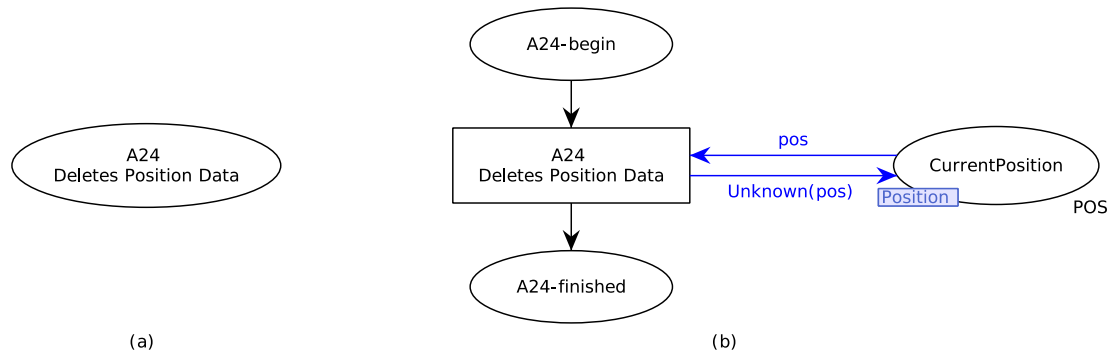 A24
Deletes Position Data
(a)
A24-begin
A24
Deletes Position Data
pos
Unknown(pos)
CurrentPosition
Position
POS
A24-finished
(b)